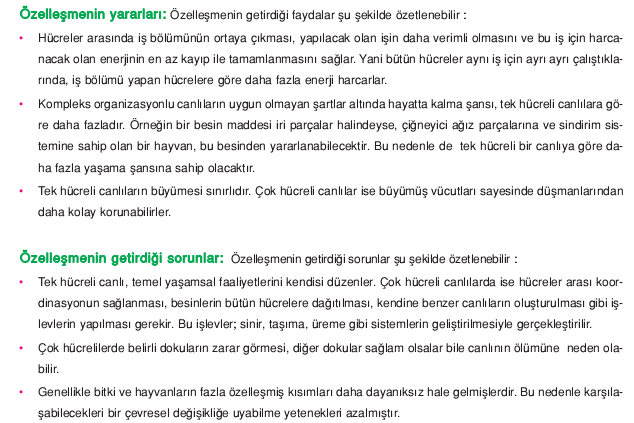 Özelleşmenin yararları: Özelleşmenin getirdiği faydalar şu şekilde özetlenebilir :
• Hücreler arasında iş bölümünün ortaya çıkması, yapılacak olan işin daha verimli olmasını ve bu iş için harca-
nacak olan enerjinin en az kayıp ile tamamlanmasını sağlar. Yani bütün hücreler aynı iş için ayrı ayrı çalıştıkla-
rında, iş bölümü yapan hücrelere göre daha fazla enerji harcarlar.
• Kompleks organizasyonlu canlıların uygun olmayan şartlar altında hayatta kalma şansı, tek hücreli canlılara gö-
re daha fazladır. Örneğin bir besin maddesi iri parçalar halindeyse, çiğneyici ağız parçalarına ve sindirim sis-
temine sahip olan bir hayvan, bu besinden yararlanabilecektir. Bu nedenle de tek hücreli bir canlıya göre da-
ha fazla yaşama şansına sahip olacaktır.
• Tek hücreli canlıların büyümesi sınırlıdır. Çok hücreli canlılar ise büyümüş vücutları sayesinde düşmanlarından
daha kolay korunabilirler.
Özelleşmenin getirdiği sorunlar: Özelleşmenin getirdiği sorunlar şu şekilde özetlenebilir :
• Tek hücreli canlı, temel yaşamsal faaliyetlerini kendisi düzenler. Çok hücreli canlılarda ise hücreler arası koor-
dinasyonun sağlanması, besinlerin bütün hücrelere dağıtılması, kendine benzer canlıların oluşturulması gibi iş-
levlerin yapılması gerekir. Bu işlevler; sinir, taşıma, üreme gibi sistemlerin geliştirilmesiyle gerçekleştirilir.
• Çok hücrelilerde belirli dokuların zarar görmesi, diğer dokular sağlam olsalar bile canlının ölümüne neden ola-
bilir.
• Genellikle bitki ve hayvanların fazla özelleşmiş kısımları daha dayanıksız hale gelmişlerdir. Bu nedenle karşıla-
şabilecekleri bir çevresel değişikliğe uyabilme yetenekleri azalmıştır.